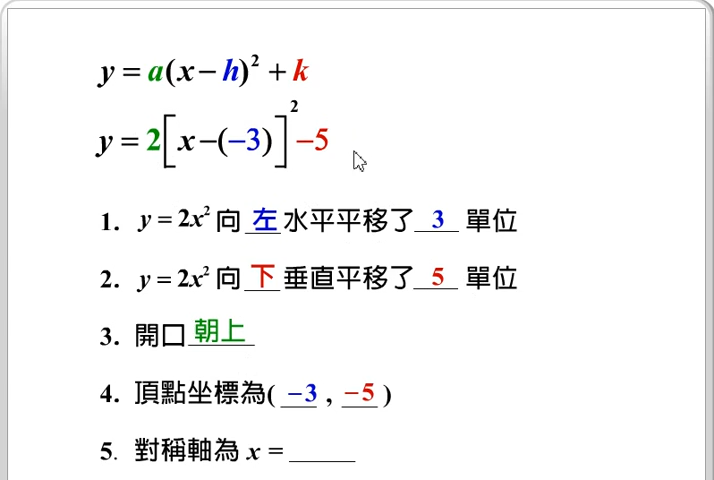 y = a(x − h)² + k
y = 2[x − (−3)]² − 5
1. y = 2x² 向 左 水平平移了 3 單位
2. y = 2x² 向 下 垂直平移了 5 單位
3. 開口 朝上
4. 頂點坐標為( −3 , −5 )
5. 對稱軸為 x = _____